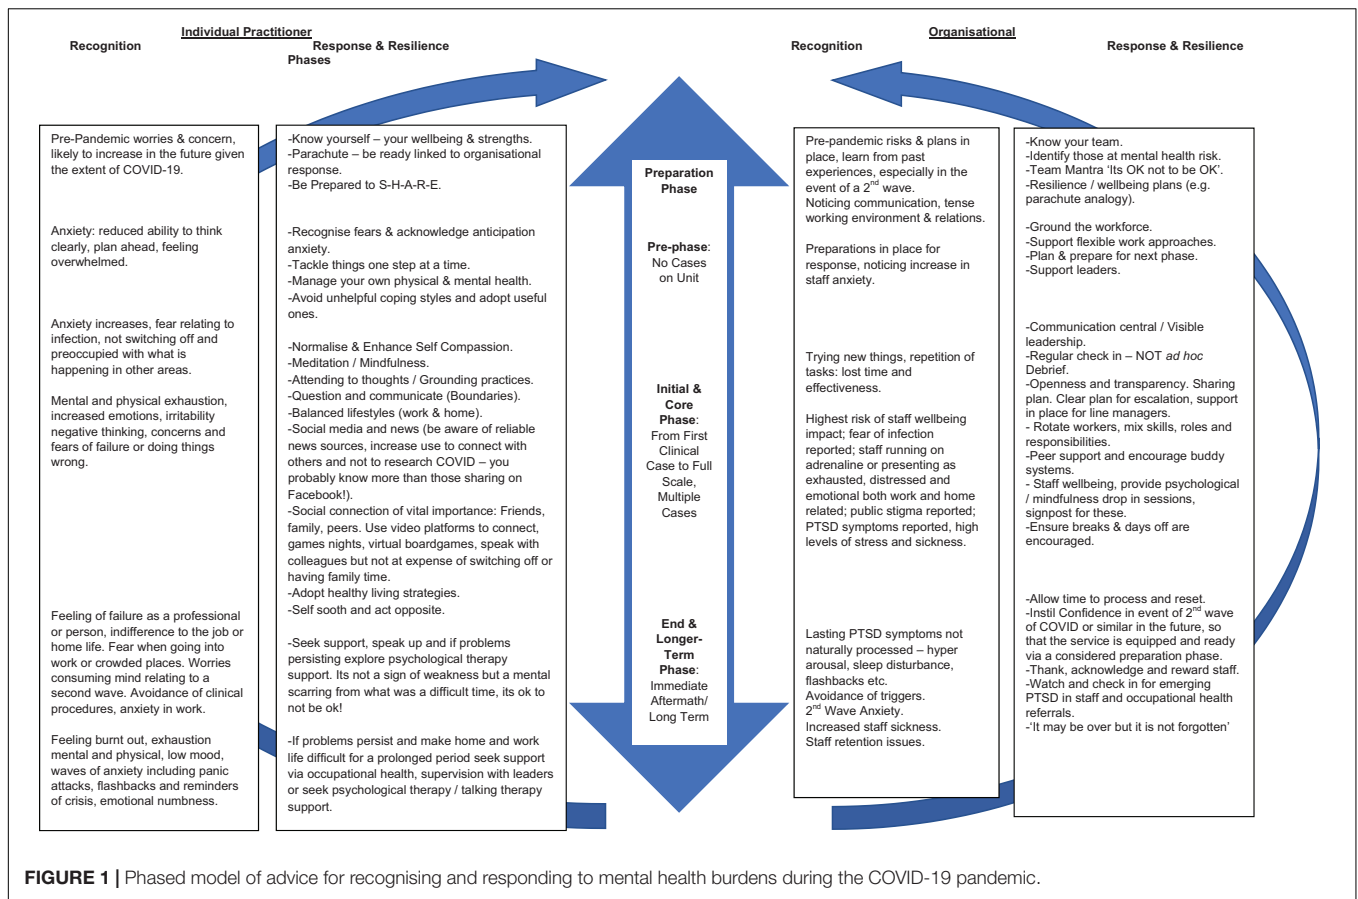 Individual Practitioner
Recognition
Response & Resilience
Phases
Organisational
Recognition
Response & Resilience
Pre-Pandemic worries & concern,
likely to increase in the future given
the extent of COVID-19.
Anxiety: reduced ability to think
clearly, plan ahead, feeling
overwhelmed.
Anxiety increases, fear relating to
infection, not switching off and
preoccupied with what is
happening in other areas.
Mental and physical exhaustion,
increased emotions, irritability
negative thinking, concerns and
fears of failure or doing things
wrong.
Feeling of failure as a professional
or person, indifference to the job or
home life. Fear when going into
work or crowded places. Worries
consuming mind relating to a
second wave. Avoidance of clinical
procedures, anxiety in work.
Feeling burnt out, exhaustion
mental and physical, low mood,
waves of anxiety including panic
attacks, flashbacks and reminders
of crisis, emotional numbness.
-Know yourself – your wellbeing & strengths.
-Parachute – be ready linked to organisational
response.
-Be Prepared to S-H-A-R-E.
-Recognise fears & acknowledge anticipation
anxiety.
-Tackle things one step at a time.
-Manage your own physical & mental health.
-Avoid unhelpful coping styles and adopt useful
ones.
-Normalise & Enhance Self Compassion.
-Meditation / Mindfulness.
-Attending to thoughts / Grounding practices.
-Question and communicate (Boundaries).
-Balanced lifestyles (work & home).
-Social media and news (be aware of reliable
news sources, increase use to connect with
others and not to research COVID – you
probably know more than those sharing on
Facebook!).
-Social connection of vital importance: Friends,
family, peers. Use video platforms to connect,
games nights, virtual boardgames, speak with
colleagues but not at expense of switching off or
having family time.
-Adopt healthy living strategies.
-Self sooth and act opposite.
-Seek support, speak up and if problems
persisting explore psychological therapy
support. Its not a sign of weakness but a mental
scarring from what was a difficult time, its ok to
not be ok!
-If problems persist and make home and work
life difficult for a prolonged period seek support
via occupational health, supervision with leaders
or seek psychological therapy / talking therapy
support.
Preparation
Phase
Pre-phase:
No Cases
on Unit
Initial &
Core
Phase:
From First
Clinical
Case to Full
Scale,
Multiple
Cases
End &
Longer-
Term
Phase:
Immediate
Aftermath/
Long Term
Pre-pandemic risks & plans in
place, learn from past
experiences, especially in the
event of a 2nd wave.
Noticing communication, tense
working environment & relations.
Preparations in place for
response, noticing increase in
staff anxiety.
Trying new things, repetition of
tasks: lost time and
effectiveness.
Highest risk of staff wellbeing
impact; fear of infection
reported; staff running on
adrenaline or presenting as
exhausted, distressed and
emotional both work and home
related; public stigma reported;
PTSD symptoms reported, high
levels of stress and sickness.
Lasting PTSD symptoms not
naturally processed – hyper
arousal, sleep disturbance,
flashbacks etc.
Avoidance of triggers.
2nd Wave Anxiety.
Increased staff sickness.
Staff retention issues.
-Know your team.
-Identify those at mental health risk.
-Team Mantra ‘Its OK not to be OK’.
-Resilience / wellbeing plans (e.g.
parachute analogy).
-Ground the workforce.
-Support flexible work approaches.
-Plan & prepare for next phase.
-Support leaders.
-Communication central / Visible
leadership.
-Regular check in – NOT ad hoc
Debrief.
-Openness and transparency. Sharing
plan. Clear plan for escalation, support
in place for line managers.
- Rotate workers, mix skills, roles and
responsibilities.
-Peer support and encourage buddy
systems.
- Staff wellbeing, provide psychological
/ mindfulness drop in sessions,
signpost for these.
-Ensure breaks & days off are
encouraged.
-Allow time to process and reset.
-Instil Confidence in event of 2nd wave
of COVID or similar in the future, so
that the service is equipped and ready
via a considered preparation phase.
-Thank, acknowledge and reward staff.
-Watch and check in for emerging
PTSD in staff and occupational health
referrals.
-‘It may be over but it is not forgotten’
FIGURE 1 | Phased model of advice for recognising and responding to mental health burdens during the COVID-19 pandemic.